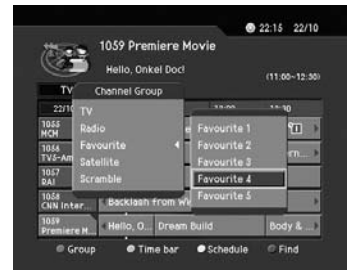 22:15 22/10
1059 Premiere Movie
Hello, Onkel Doc!
(11:00~12:30)
TV
Channel Group
22/10
TV
Radio
Favourite
Satellite
Scramble
Favourite 1
Favourite 2
Favourite 3
Favourite 4
Favourite 5
1055
MCH
1056
TV5-Am
1057
RAI
1058
CNN Inter... Backlash from
1059
Premiere M... Hello, O... Dream Build Body & ...
Group Time bar Schedule Find